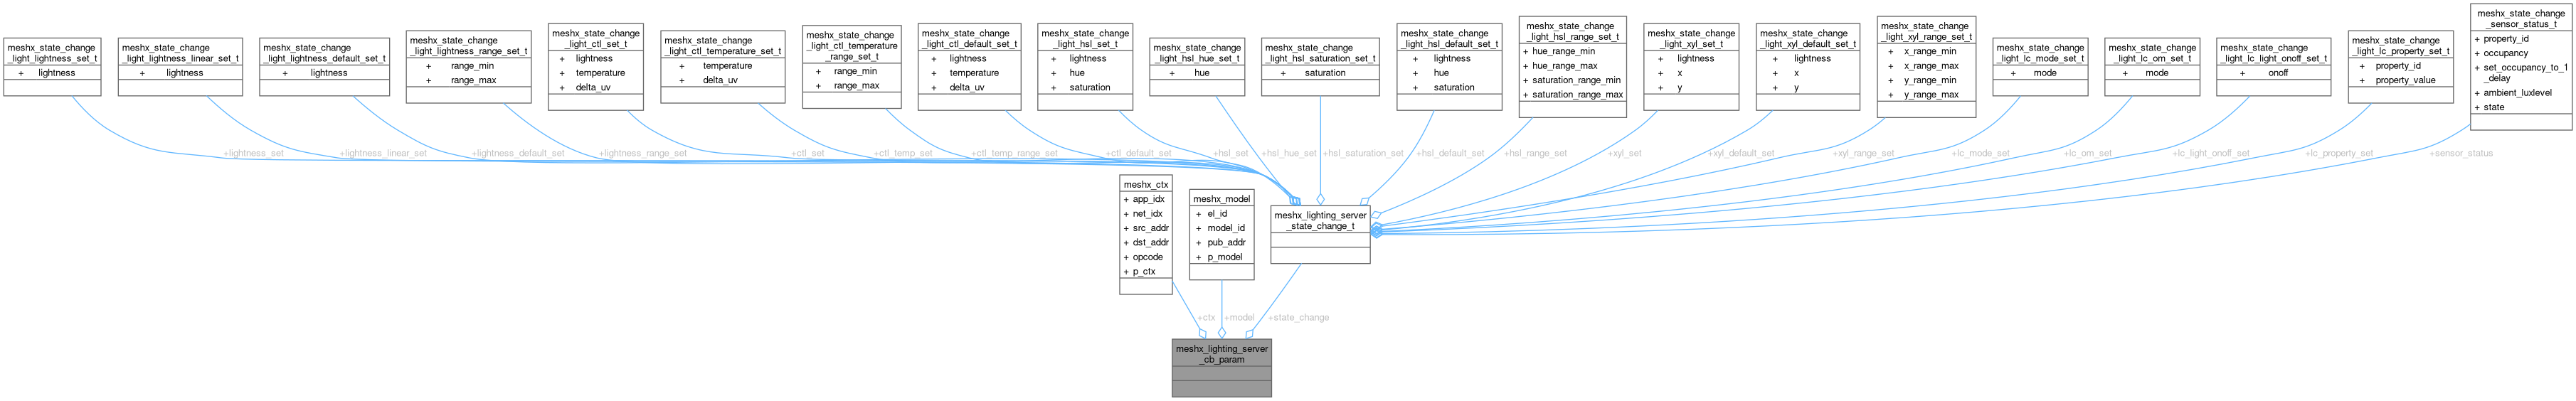 meshx_state_change
_light_lightness_set_t
+ lightness
meshx_state_change
_light_lightness_linear_set_t
+ lightness
meshx_state_change
_light_lightness_default_set_t
+ lightness
meshx_state_change
_light_lightness_range_set_t
+ range_min
+ range_max
meshx_state_change
_light_ctl_set_t
+ lightness
+ temperature
+ delta_uv
meshx_state_change
_light_ctl_temperature_set_t
+ temperature
+ delta_uv
meshx_state_change
_light_ctl_temperature
_range_set_t
+ range_min
+ range_max
meshx_state_change
_light_ctl_default_set_t
+ lightness
+ temperature
+ delta_uv
meshx_state_change
_light_hsl_set_t
+ lightness
+ hue
+ saturation
meshx_state_change
_light_hsl_hue_set_t
+ hue
meshx_state_change
_light_hsl_saturation_set_t
+ saturation
meshx_state_change
_light_hsl_default_set_t
+ lightness
+ hue
+ saturation
meshx_state_change
_light_hsl_range_set_t
+ hue_range_min
+ hue_range_max
+ saturation_range_min
+ saturation_range_max
meshx_state_change
_light_xyl_set_t
+ lightness
+ x
+ y
meshx_state_change
_light_xyl_default_set_t
+ lightness
+ x
+ y
meshx_state_change
_light_xyl_range_set_t
+ x_range_min
+ x_range_max
+ y_range_min
+ y_range_max
meshx_state_change
_light_lc_mode_set_t
+ mode
meshx_state_change
_light_lc_om_set_t
+ mode
meshx_state_change
_light_lc_light_onoff_set_t
+ onoff
meshx_state_change
_light_lc_property_set_t
+ property_id
+ property_value
meshx_state_change
_sensor_status_t
+ property_id
+ occupancy
+ set_occupancy_to_1
_delay
+ ambient_luxlevel
+ state
+lightness_set
+lightness_linear_set
+lightness_default_set
+lightness_range_set
+ctl_set
+ctl_temp_set
+ctl_temp_range_set
+ctl_default_set
+hsl_set
+hsl_hue_set
+hsl_saturation_set
+hsl_default_set
+hsl_range_set
+xyl_set
+xyl_default_set
+xyl_range_set
+lc_mode_set
+lc_om_set
+lc_light_onoff_set
+lc_property_set
+sensor_status
meshx_ctx
+ app_idx
+ net_idx
+ src_addr
+ dst_addr
+ opcode
+ p_ctx
meshx_model
+ el_id
+ model_id
+ pub_addr
+ p_model
meshx_lighting_server
_state_change_t
+ctx
+model
+state_change
meshx_lighting_server
_cb_param